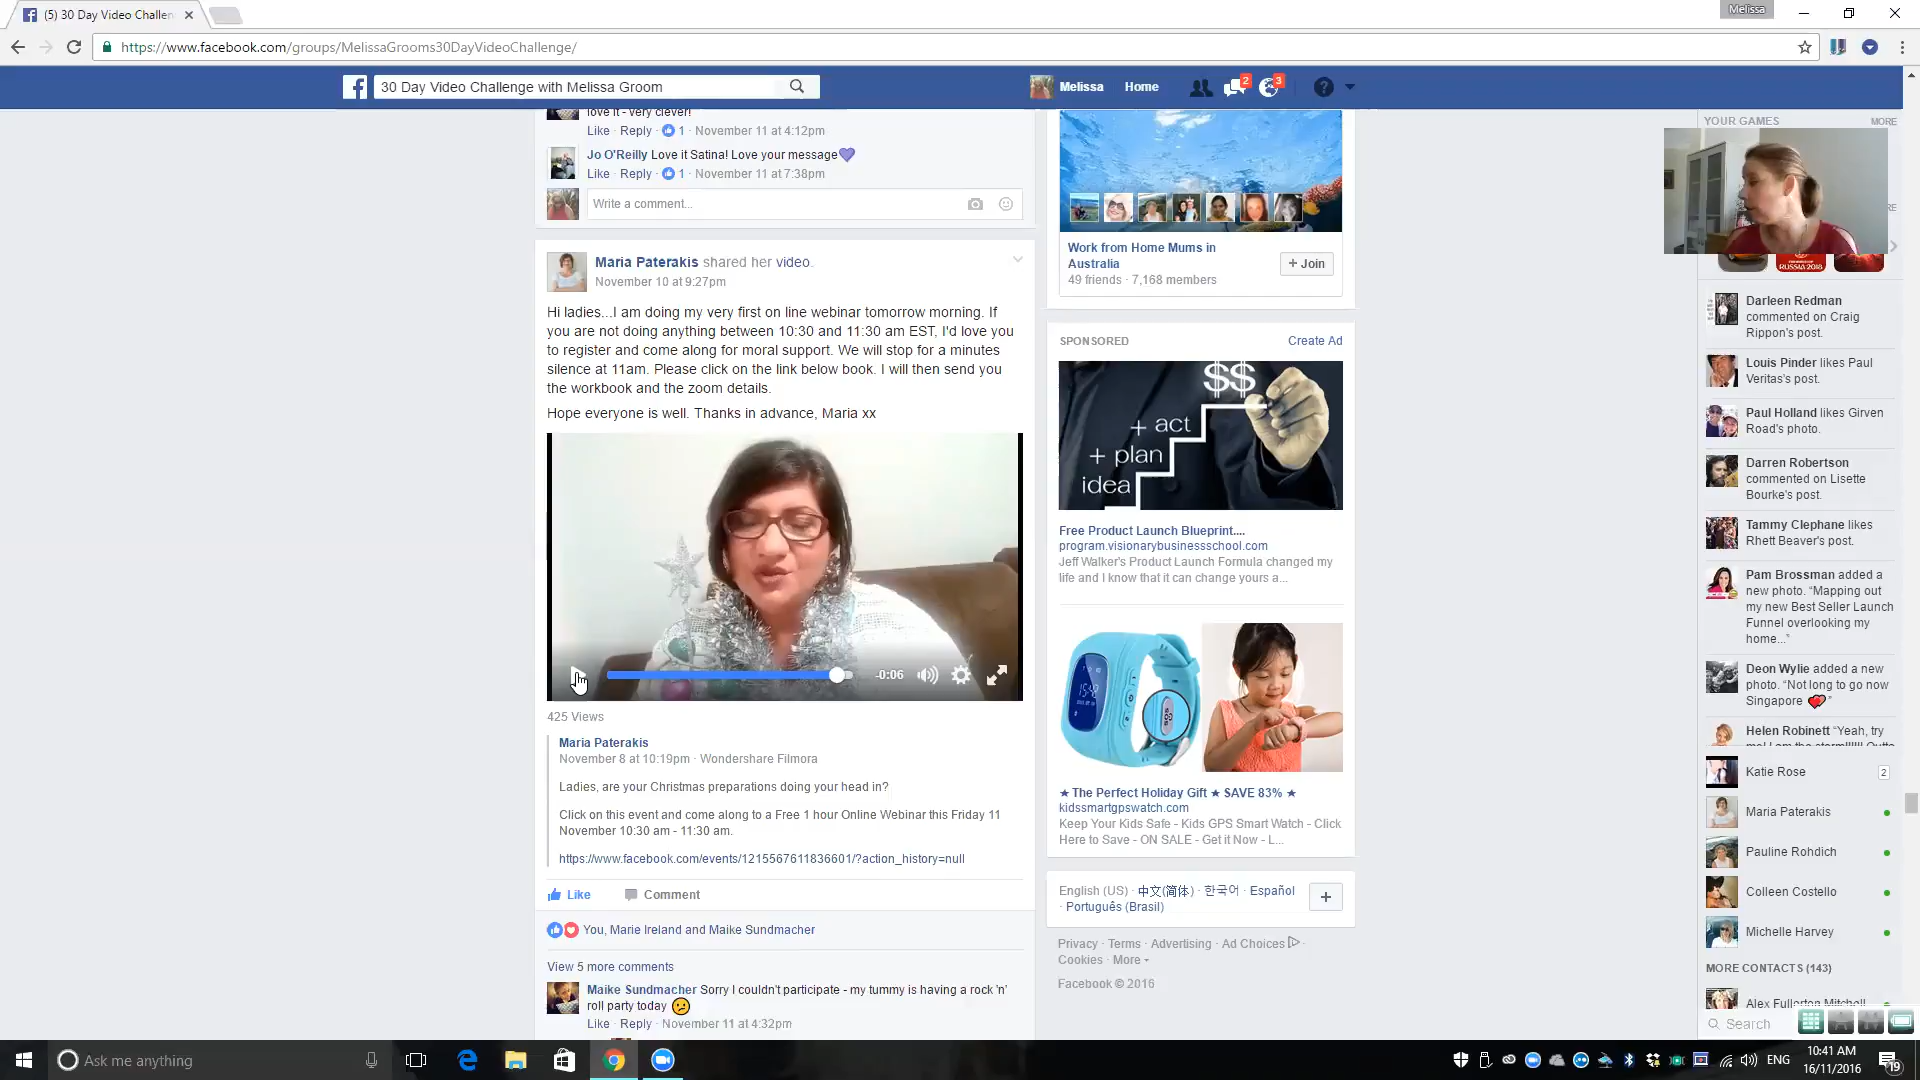 (5) 30 Day Video Challen
Melissa
https://www.facebook.com/groups/MelissaGrooms30DayVideoChallenge/
30 Day Video Challenge with Melissa Groom
Melissa
Home
2
3
love it - very clever!
Like · Reply · 1 · November 11 at 4:12pm
Jo O'Reilly Love it Satina! Love your message
Like · Reply · 1 · November 11 at 7:38pm
Write a comment...
Maria Paterakis shared her video.
November 10 at 9:27pm
Hi ladies...I am doing my very first on line webinar tomorrow morning. If
you are not doing anything between 10:30 and 11:30 am EST, I'd love you
to register and come along for moral support. We will stop for a minutes
silence at 11am. Please click on the link below book. I will then send you
the workbook and the zoom details.
Hope everyone is well. Thanks in advance, Maria xx
-0:06
425 Views
Maria Paterakis
November 8 at 10:19pm · Wondershare Filmora
Ladies, are your Christmas preparations doing your head in?
Click on this event and come along to a Free 1 hour Online Webinar this Friday 11
November 10:30 am - 11:30 am.
https://www.facebook.com/events/1215567611836601/?action_history=null
Like
Comment
You, Marie Ireland and Maike Sundmacher
View 5 more comments
Maike Sundmacher Sorry I couldn't participate - my tummy is having a rock 'n'
roll party today
Like · Reply · November 11 at 4:32pm
Work from Home Mums in
Australia
49 friends · 7,168 members
+ Join
SPONSORED
Create Ad
$$
+ act
+ plan
idea
Free Product Launch Blueprint....
program.visionarybusinessschool.com
Jeff Walker's Product Launch Formula changed my
life and I know that it can change yours a...
SOS
★ The Perfect Holiday Gift ★ SAVE 83% ★
kidssmartgpswatch.com
Keep Your Kids Safe - Kids GPS Smart Watch - Click
Here to Save - ON SALE - Get it Now - L...
English (US) · 中文(简体) · 한국어 · Español
· Português (Brasil)
+
Privacy · Terms · Advertising · Ad Choices ·
Cookies · More
Facebook © 2016
YOUR GAMES
MORE
RE
RUSSIA 2018
Darleen Redman
commented on Craig
Rippon's post.
Louis Pinder likes Paul
Veritas's post.
Paul Holland likes Girven
Road's photo.
Darren Robertson
commented on Lisette
Bourke's post.
Tammy Clephane likes
Rhett Beaver's post.
Pam Brossman added a
new photo. “Mapping out
my new Best Seller Launch
Funnel overlooking my
home...”
Deon Wylie added a new
photo. “Not long to go now
Singapore ”
Helen Robinett “Yeah, try
Katie Rose
2
Maria Paterakis
Pauline Rohdich
Colleen Costello
Michelle Harvey
MORE CONTACTS (143)
Alex Fullerton Mitchell
Search
Ask me anything
ENG
10:41 AM
16/11/2016
19